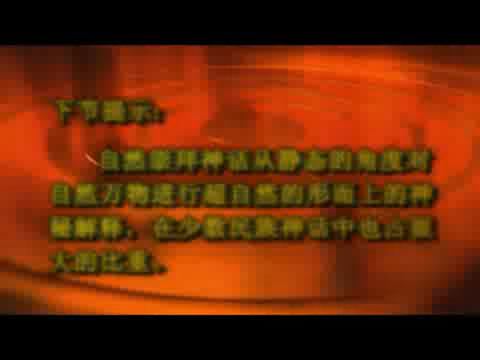 下节提示：
自然崇拜神话从静态的角度对
自然万物进行超自然的形而上的神
秘解释，在少数民族神话中也占很
大的比重。